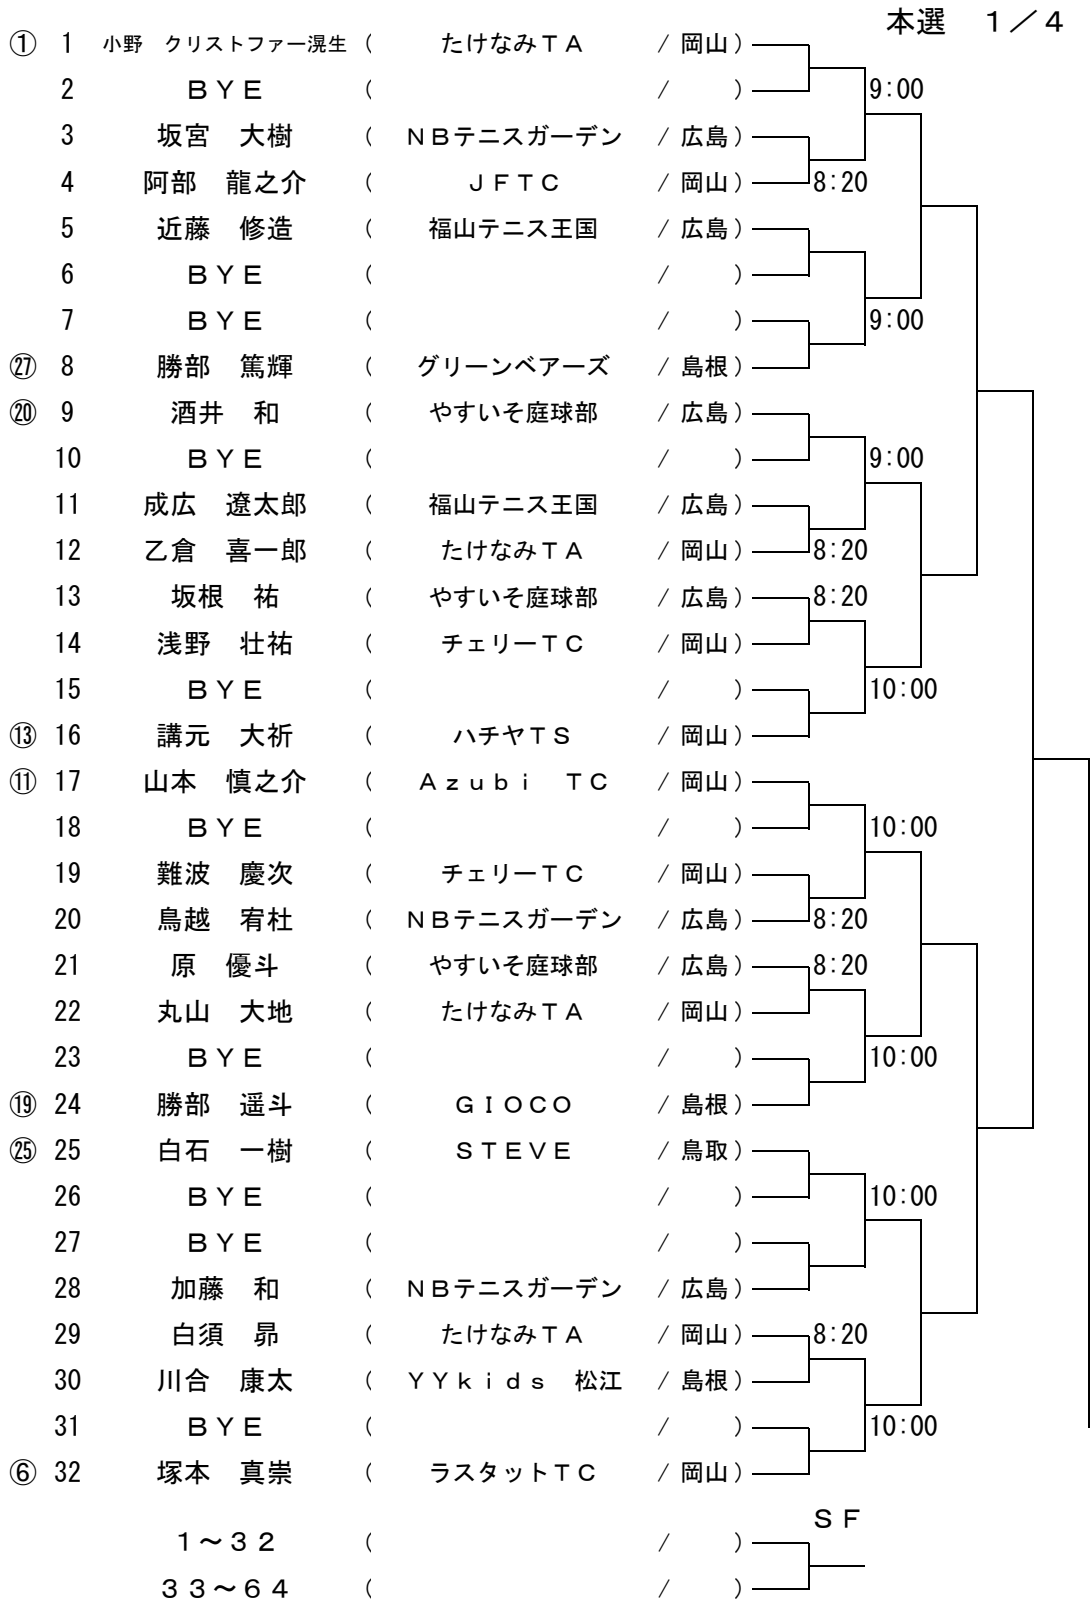 本選　１／４
① 1 小野　クリストファー滉生 ( たけなみＴＡ / 岡山 )
2 ＢＹＥ ( / ) 9:00
3 坂宮　大樹 ( ＮＢテニスガーデン / 広島 )
4 阿部　龍之介 ( ＪＦＴＣ / 岡山 ) 8:20
5 近藤　修造 ( 福山テニス王国 / 広島 )
6 ＢＹＥ ( / )
7 ＢＹＥ ( / ) 9:00
㉗ 8 勝部　篤輝 ( グリーンベアーズ / 島根 )
⑳ 9 酒井　和 ( やすいそ庭球部 / 広島 )
10 ＢＹＥ ( / ) 9:00
11 成広　遼太郎 ( 福山テニス王国 / 広島 )
12 乙倉　喜一郎 ( たけなみＴＡ / 岡山 ) 8:20
13 坂根　祐 ( やすいそ庭球部 / 広島 ) 8:20
14 浅野　壮祐 ( チェリーＴＣ / 岡山 )
15 ＢＹＥ ( / ) 10:00
⑬ 16 講元　大祈 ( ハチヤＴＳ / 岡山 )
⑪ 17 山本　慎之介 ( Ａｚｕｂｉ　ＴＣ / 岡山 )
18 ＢＹＥ ( / ) 10:00
19 難波　慶次 ( チェリーＴＣ / 岡山 )
20 鳥越　宥杜 ( ＮＢテニスガーデン / 広島 ) 8:20
21 原　優斗 ( やすいそ庭球部 / 広島 ) 8:20
22 丸山　大地 ( たけなみＴＡ / 岡山 )
23 ＢＹＥ ( / ) 10:00
⑲ 24 勝部　遥斗 ( ＧＩＯＣＯ / 島根 )
㉕ 25 白石　一樹 ( ＳＴＥＶＥ / 鳥取 )
26 ＢＹＥ ( / ) 10:00
27 ＢＹＥ ( / )
28 加藤　和 ( ＮＢテニスガーデン / 広島 )
29 白須　昴 ( たけなみＴＡ / 岡山 ) 8:20
30 川合　康太 ( ＹＹｋｉｄｓ　松江 / 島根 )
31 ＢＹＥ ( / ) 10:00
⑥ 32 塚本　真崇 ( ラスタットＴＣ / 岡山 )
ＳＦ
１～３２ ( / )
３３～６４ ( / )